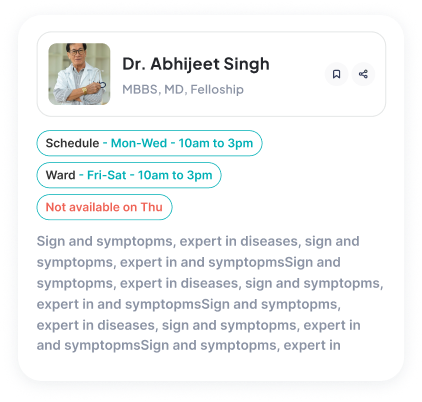 Dr. Abhijeet Singh
MBBS, MD, Felloship
Schedule - Mon-Wed - 10am to 3pm
Ward - Fri-Sat - 10am to 3pm
Not available on Thu
Sign and symptopms, expert in diseases, sign and
symptopms, expert in and symptopmsSign and
symptopms, expert in diseases, sign and symptopms,
expert in and symptopmsSign and symptopms,
expert in diseases, sign and symptopms, expert in
and symptopmsSign and symptopms, expert in